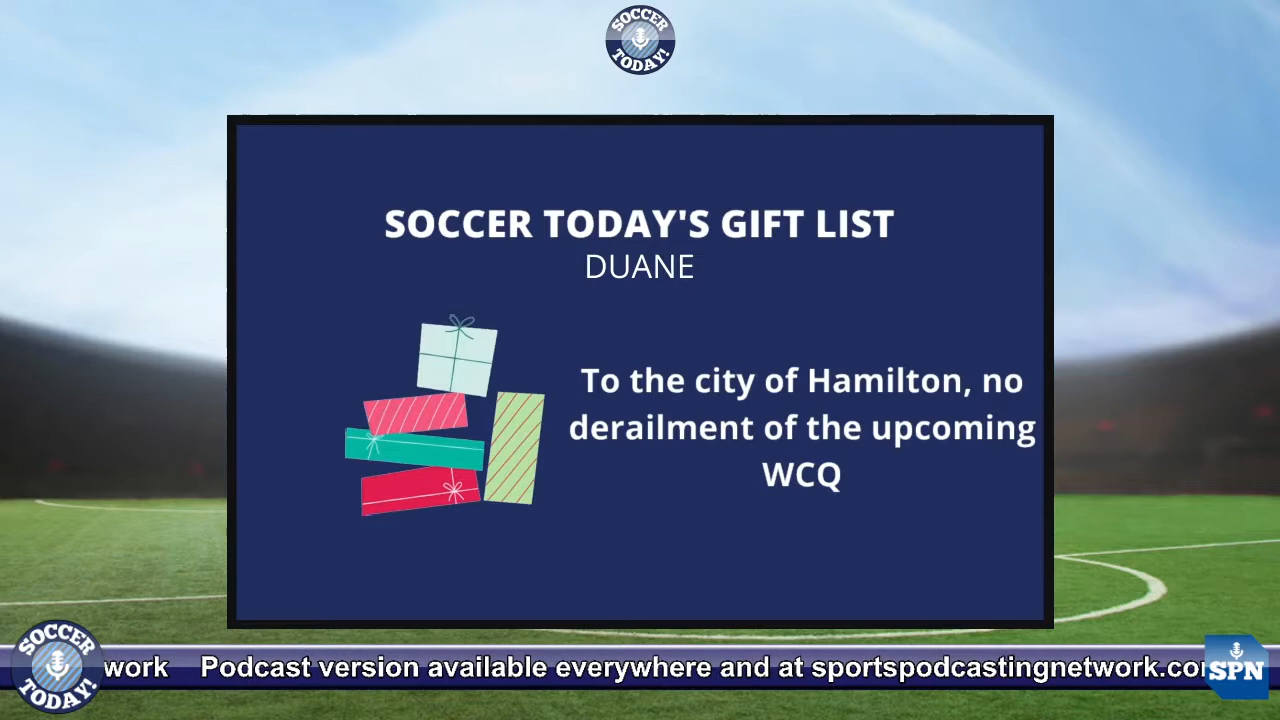 SOCCER
TODAY!
SOCCER TODAY'S GIFT LIST
DUANE
To the city of Hamilton, no
derailment of the upcoming
WCQ
SOCCER
TODAY!
work Podcast version available everywhere and at sportspodcastingnetwork.co
SPN